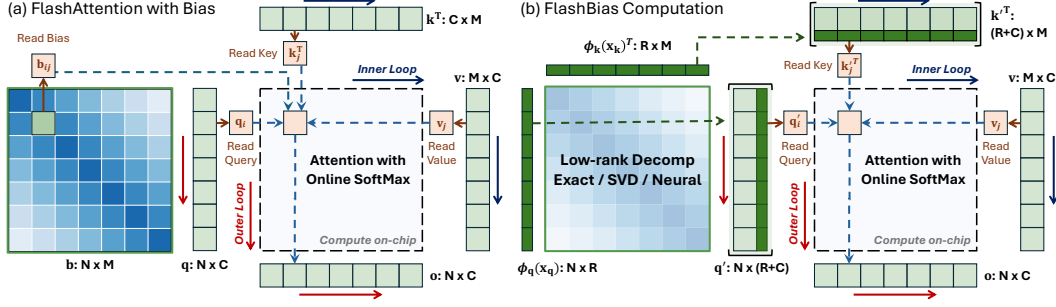 (a) FlashAttention with Bias
kᵀ: C x M
Read Bias
b_ij
Read Key
k_j^T
Inner Loop
v: M x C
q_i
Read
Query
v_j
Read
Value
Attention with
Online SoftMax
Outer Loop
Compute on-chip
b: N x M
q: N x C
o: N x C
(b) FlashBias Computation
k′ᵀ:
(R+C) x M
ϕ_k(x_k)^T: R x M
Read Key
k′_j^T
Inner Loop
v: M x C
Low-rank Decomp
Exact / SVD / Neural
q′_i
Read
Query
v_j
Read
Value
Attention with
Online SoftMax
Outer Loop
Compute on-chip
ϕ_q(x_q): N x R
q′: N x (R+C)
o: N x C